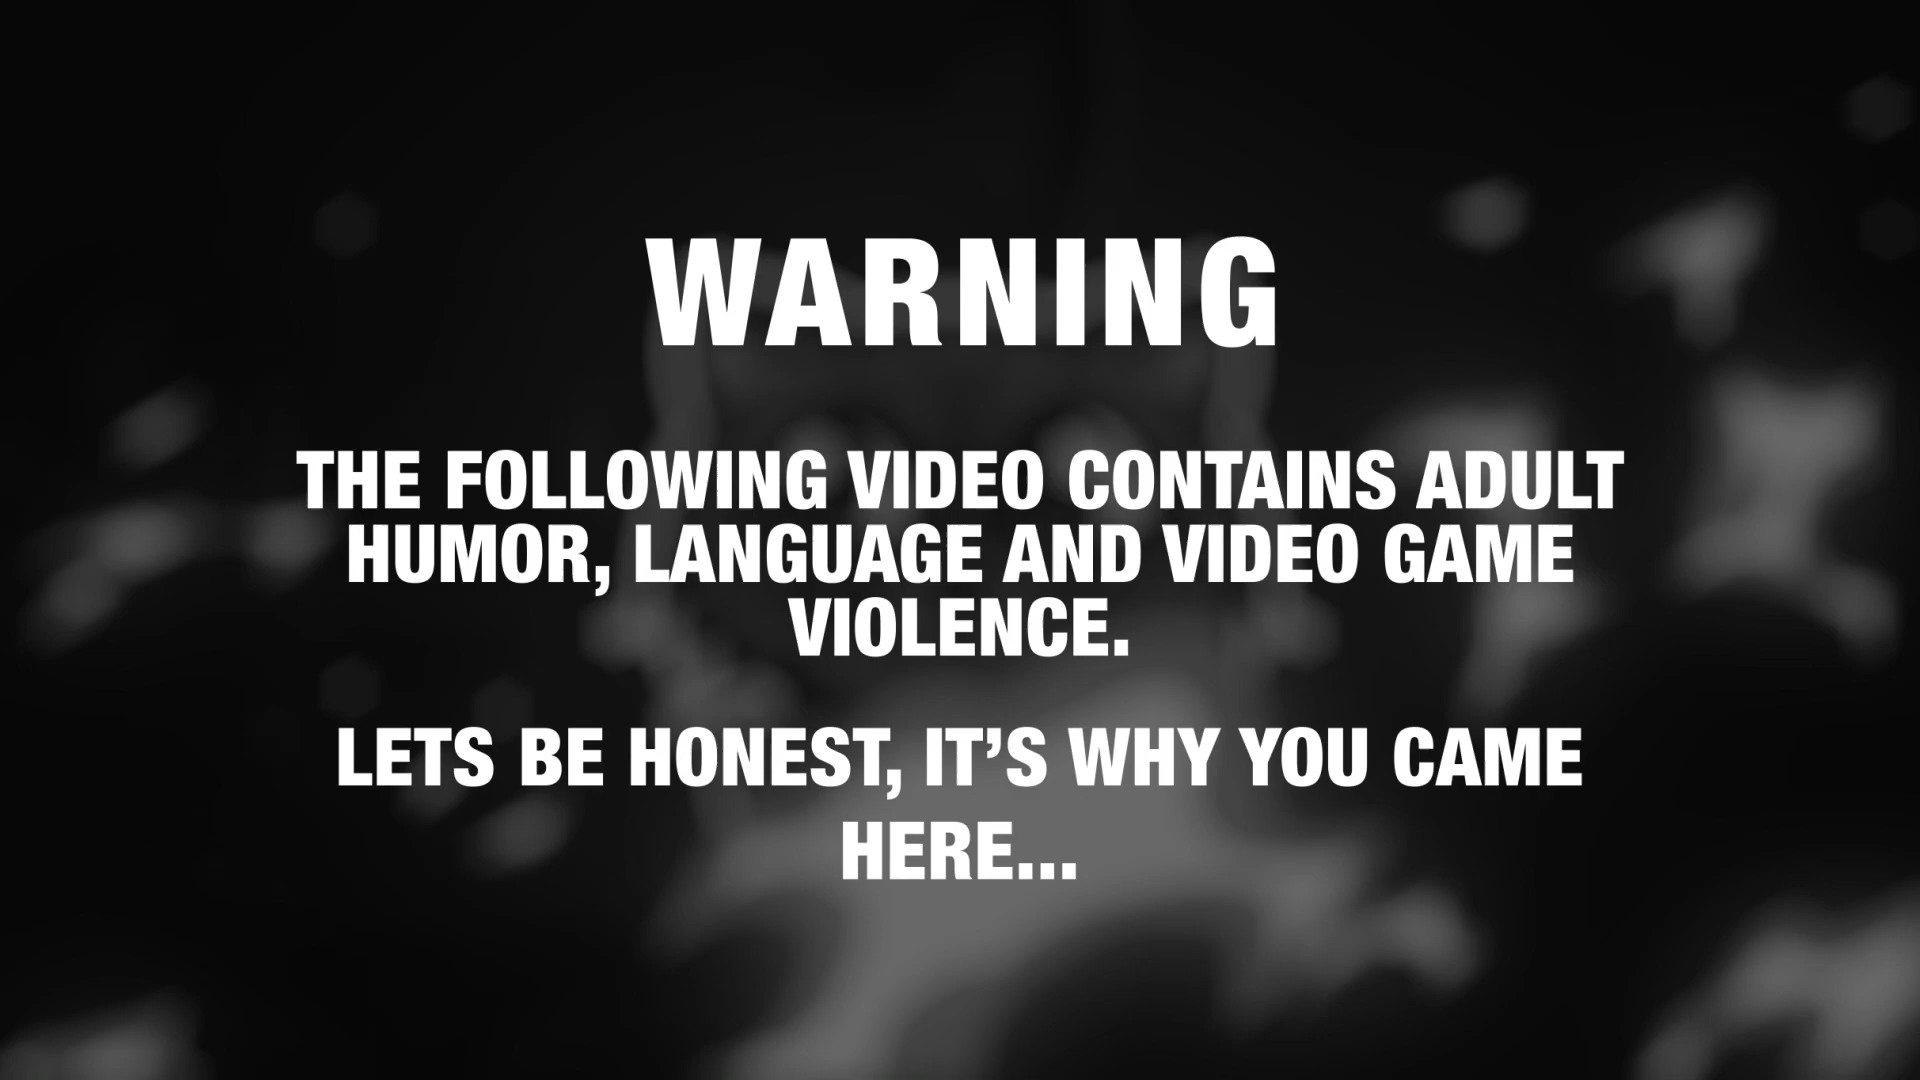 WARNING
THE FOLLOWING VIDEO CONTAINS ADULT
HUMOR, LANGUAGE AND VIDEO GAME
VIOLENCE.
LETS BE HONEST, IT’S WHY YOU CAME
HERE...